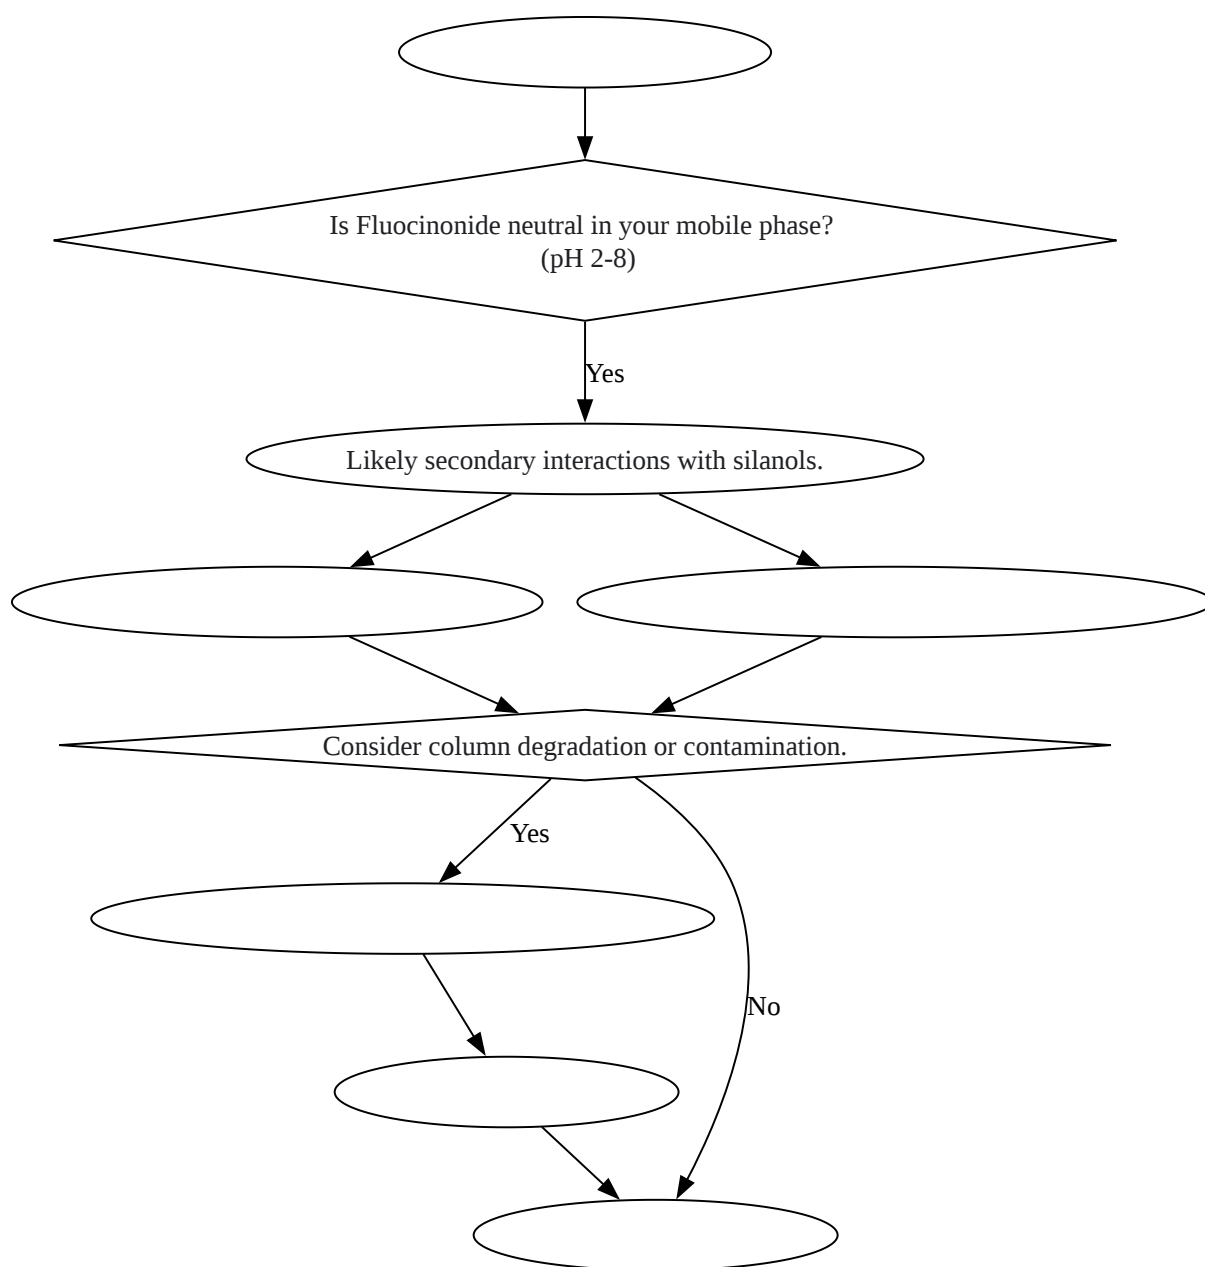 Is Fluocinonide neutral in your mobile phase?
(pH 2-8)
Yes
Likely secondary interactions with silanols.
Consider column degradation or contamination.
Yes
No